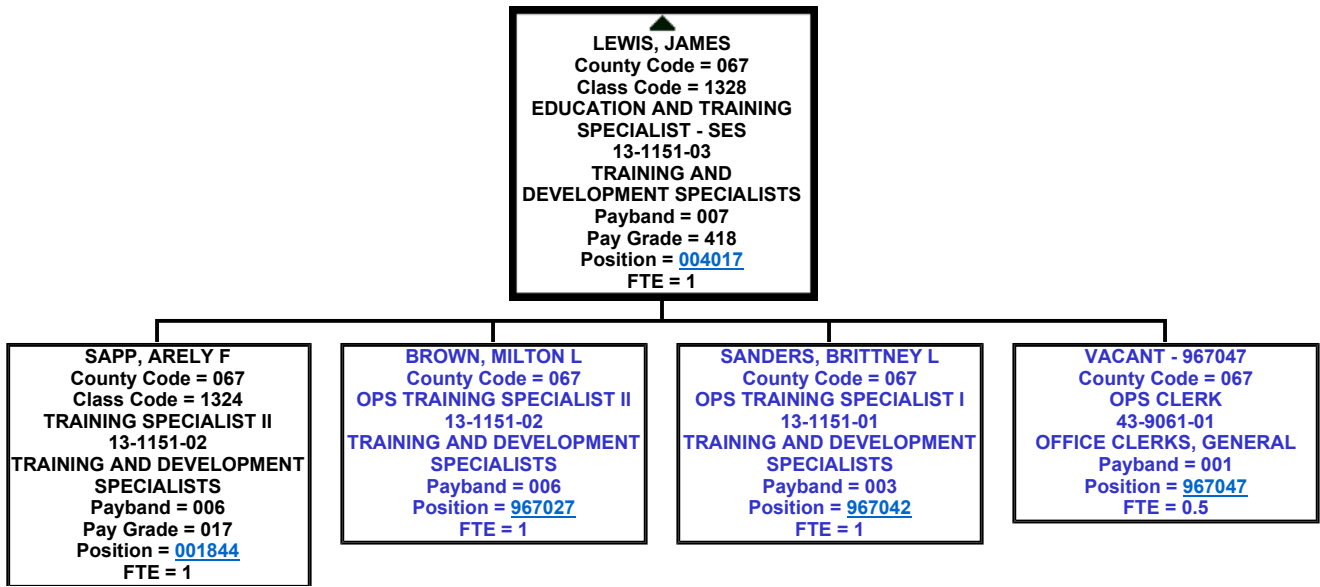 LEWIS, JAMES
County Code = 067
Class Code = 1328
EDUCATION AND TRAINING
SPECIALIST - SES
13-1151-03
TRAINING AND
DEVELOPMENT SPECIALISTS
Payband = 007
Pay Grade = 418
Position = 004017
FTE = 1
SAPP, ARELY F
County Code = 067
Class Code = 1324
TRAINING SPECIALIST II
13-1151-02
TRAINING AND DEVELOPMENT
SPECIALISTS
Payband = 006
Pay Grade = 017
Position = 001844
FTE = 1
BROWN, MILTON L
County Code = 067
OPS TRAINING SPECIALIST II
13-1151-02
TRAINING AND DEVELOPMENT
SPECIALISTS
Payband = 006
Position = 967027
FTE = 1
SANDERS, BRITTNEY L
County Code = 067
OPS TRAINING SPECIALIST I
13-1151-01
TRAINING AND DEVELOPMENT
SPECIALISTS
Payband = 003
Position = 967042
FTE = 1
VACANT - 967047
County Code = 067
OPS CLERK
43-9061-01
OFFICE CLERKS, GENERAL
Payband = 001
Position = 967047
FTE = 0.5